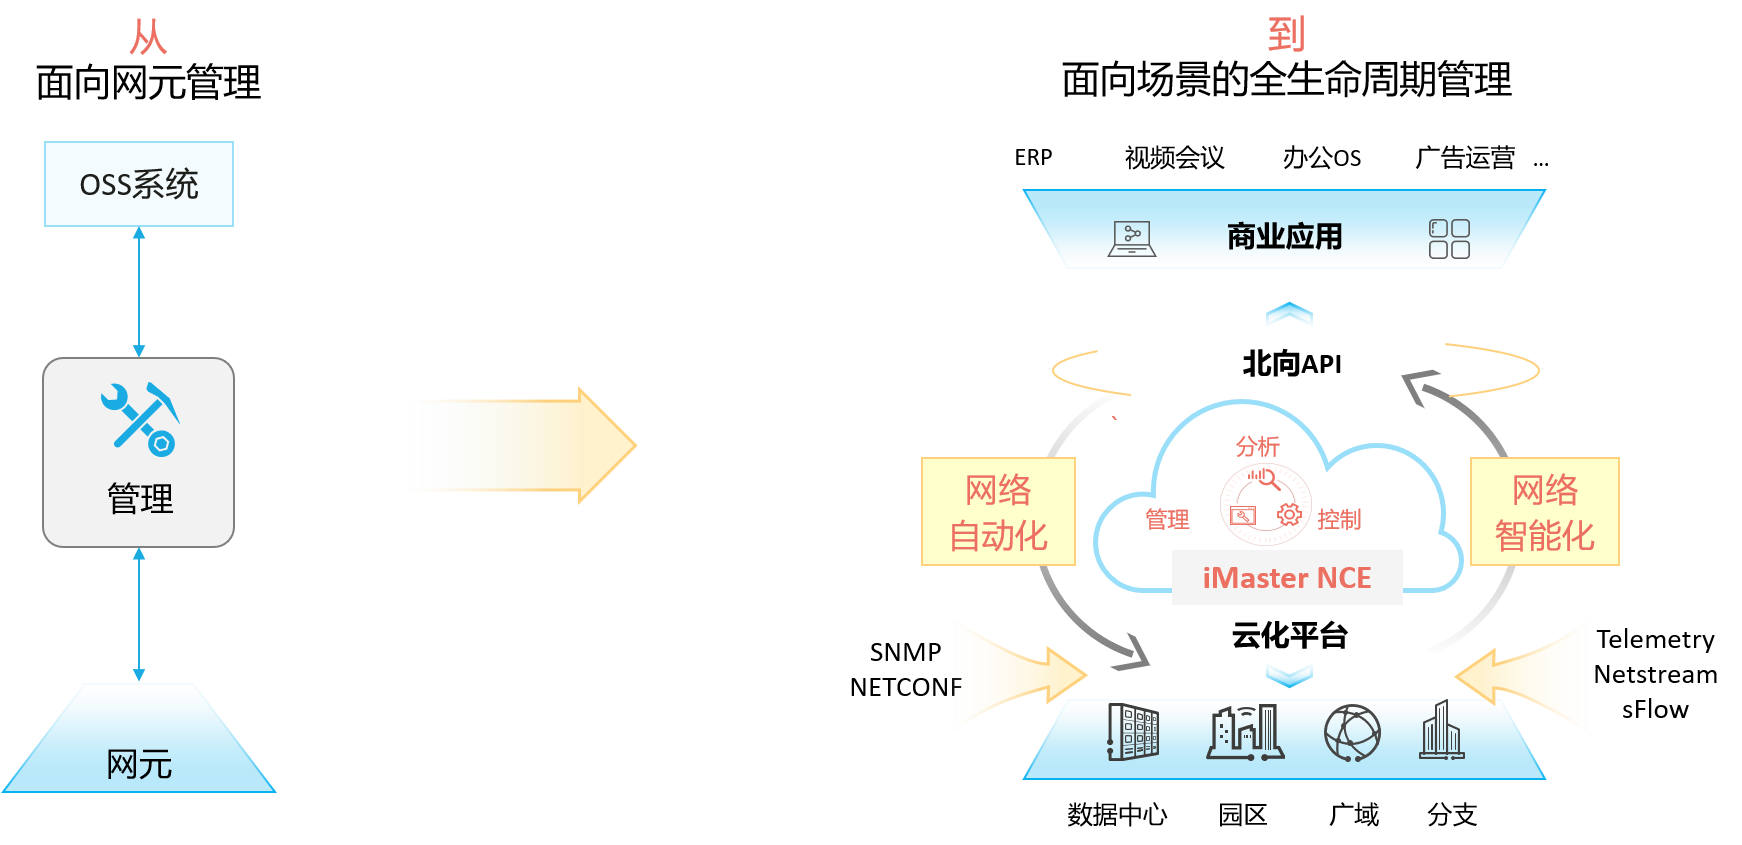 从
面向网元管理
OSS系统
管理
网元
到
面向场景的全生命周期管理
ERP
视频会议
办公OS
广告运营
...
商业应用
北向API
分析
管理
控制
iMaster NCE
云化平台
网络
自动化
网络
智能化
SNMP
NETCONF
Telemetry
Netstream
sFlow
数据中心
园区
广域
分支